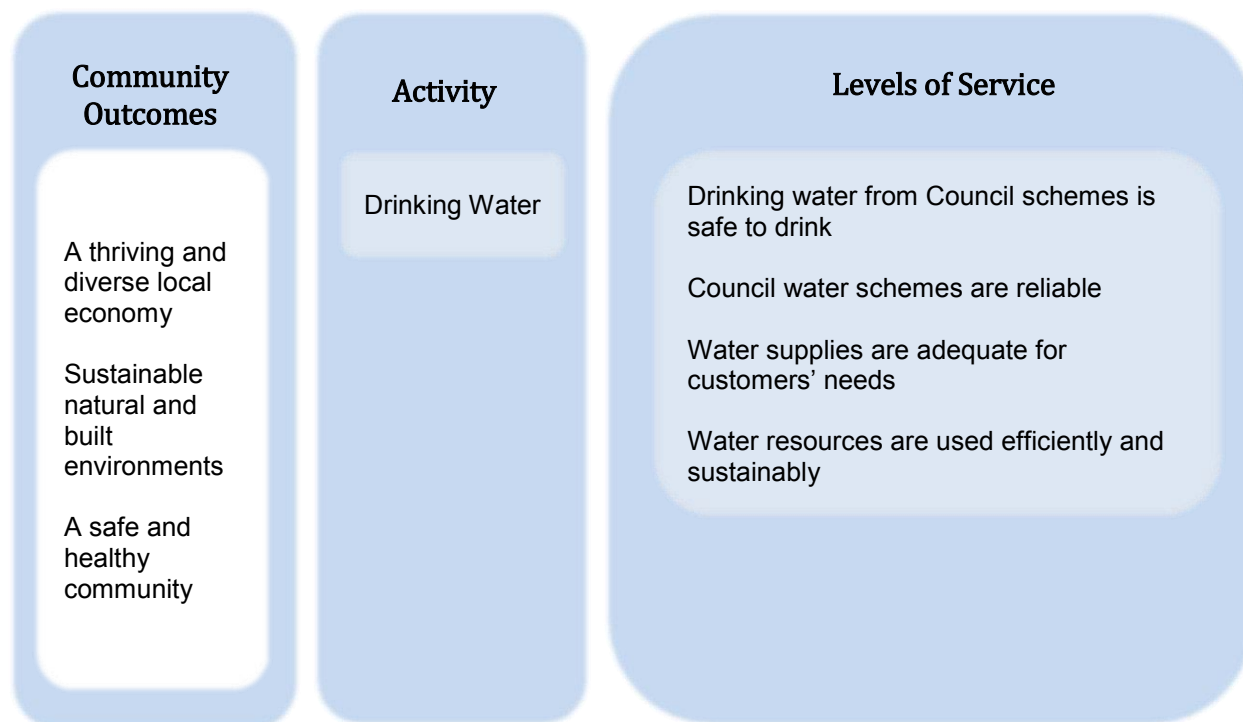 Community
Outcomes
A thriving and
diverse local
economy
Sustainable
natural and
built
environments
A safe and
healthy
community
Activity
Drinking Water
Levels of Service
Drinking water from Council schemes is
safe to drink
Council water schemes are reliable
Water supplies are adequate for
customers’ needs
Water resources are used efficiently and
sustainably